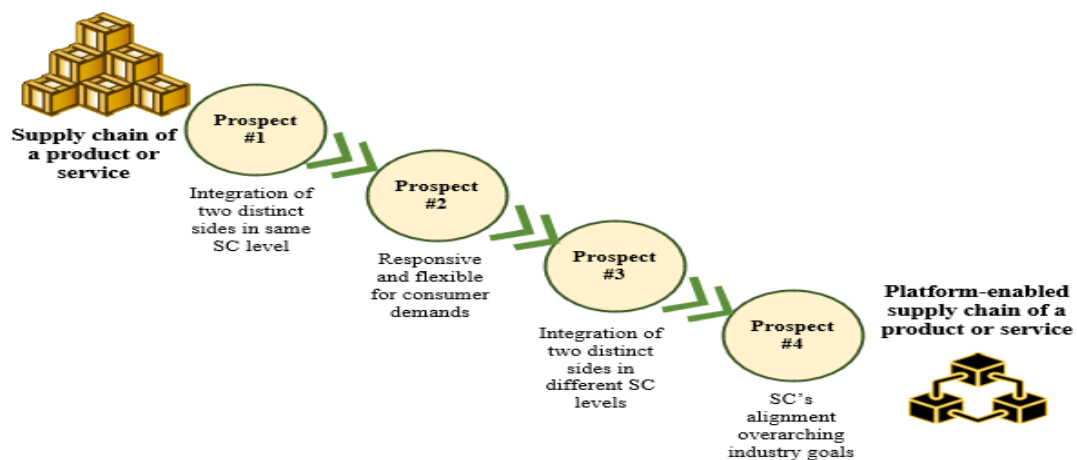 Supply chain of
a product or
service
Prospect
#1
Integration of
two distinct
sides in same
SC level
Prospect
#2
Responsive
and flexible
for consumer
demands
Prospect
#3
Integration of
two distinct
sides in
different SC
levels
Prospect
#4
SC's
alignment
overarching
industry goals
Platform-enabled
supply chain of a
product or service